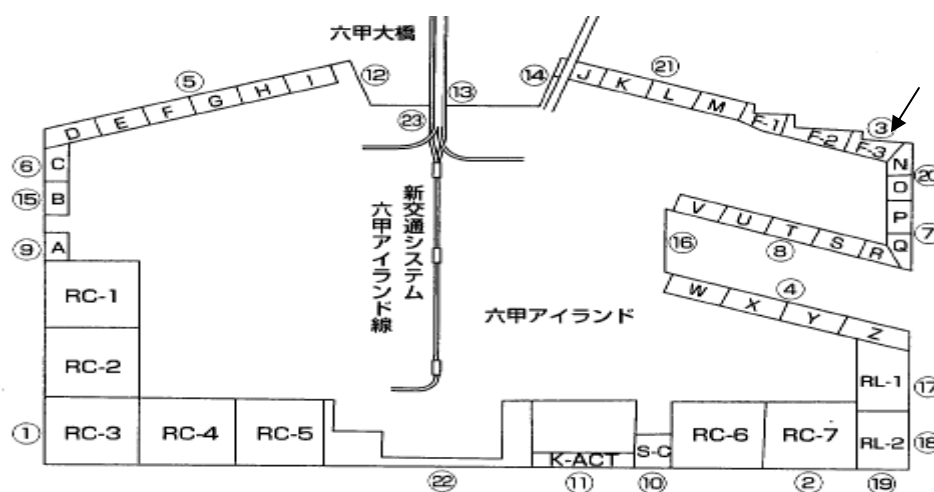 六甲大橋
⑤
⑫
⑬
⑭
㉑
㉓
③
D E F G H I
J K L M F-1 F-2 F-3
⑥ C
⑮ B
⑨ A
N ⑳
O
P ⑦
Q
V U T S R
⑯
⑧
④
W X Y Z
新交通システム
六甲アイランド線
六甲アイランド
RC-1
RC-2
① RC-3 RC-4 RC-5
K-ACT
S-C
RC-6 RC-7
RL-1 ⑰
RL-2 ⑱
㉒
⑪
⑩
②
⑲